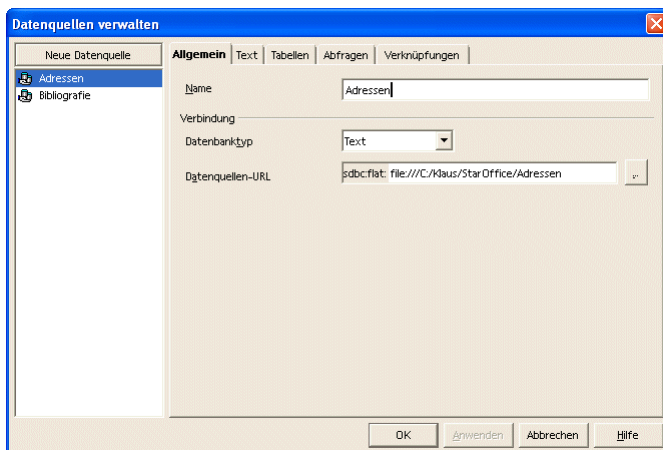 Datenquellen verwalten
Neue Datenquelle
Adressen
Bibliografie
Allgemein Text Tabellen Abfragen Verknüpfungen
Name Adressen
Verbindung
Datenbanktyp Text
Datenquellen-URL sdbc:flat: file:///C:/Klaus/StarOffice/Adressen ...
OK Anwenden Abbrechen Hilfe